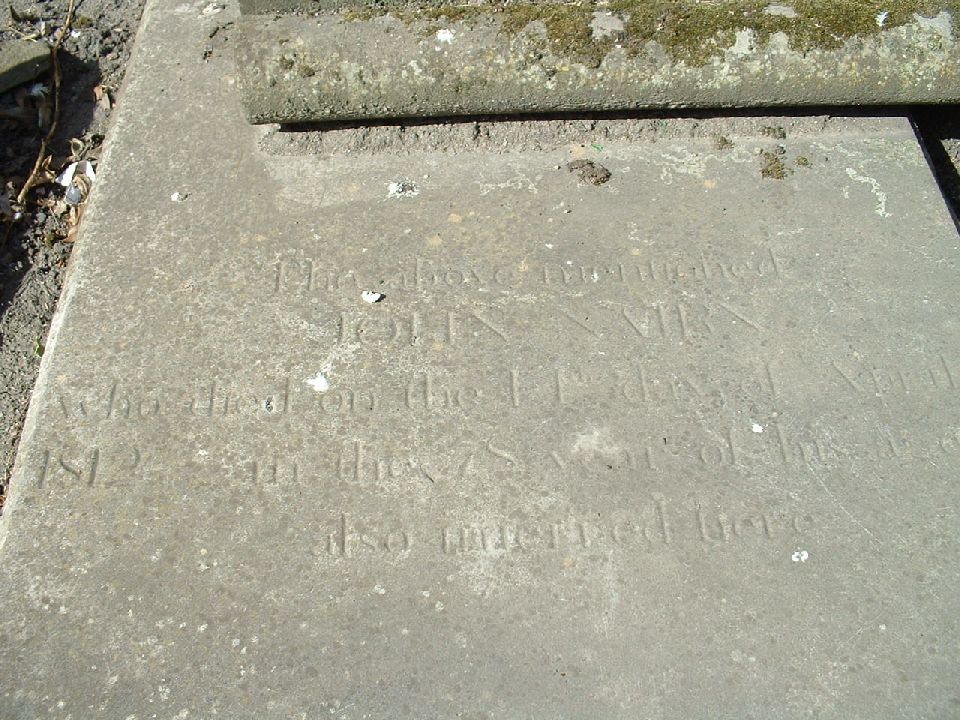 The above mentioned
JOHN NAIRN
who died on the day of April
1812 in the 78 year of his age
also interred here